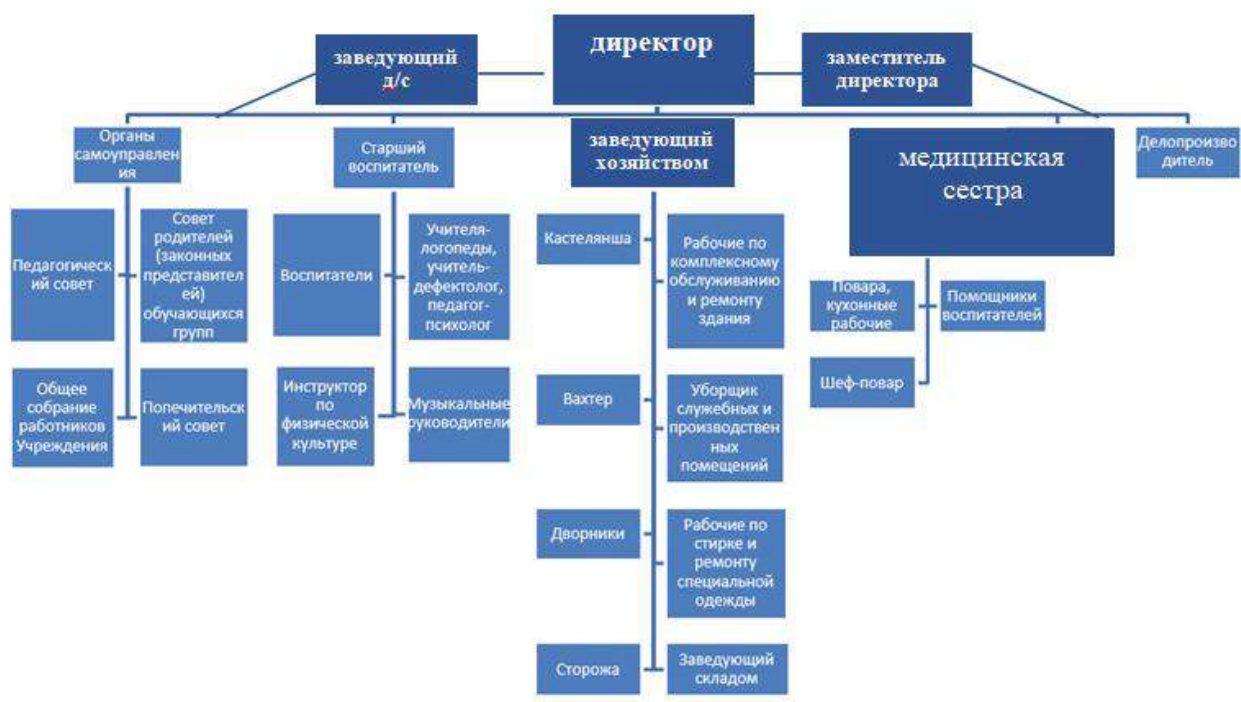 директор
заведующий
д/с
заместитель
директора
Органы
самоуправлен
ия
Старший
воспитатель
заведующий
хозяйством
медицинская
сестра
Делопроизво
дитель
Педагогическ
ий совет
Совет
родителей
(законных
представител
ей)
обучающихся
групп
Общее
собрание
работников
Учреждения
Попечительск
ий совет
Воспитатели
Учителя-
логопеды,
учитель-
дефектолог,
педагог-
психолог
Инструктор
по
физической
культуре
Музыкальные
руководители
Кастелянша
Рабочие по
комплексному
обслуживанию
и ремонту
здания
Вахтер
Уборщик
служебных и
производствен
ных
помещений
Дворники
Рабочие по
стирке и
ремонту
специальной
одежды
Сторожа
Заведующий
складом
Повара,
кухонные
рабочие
Помощники
воспитателей
Шеф-повар